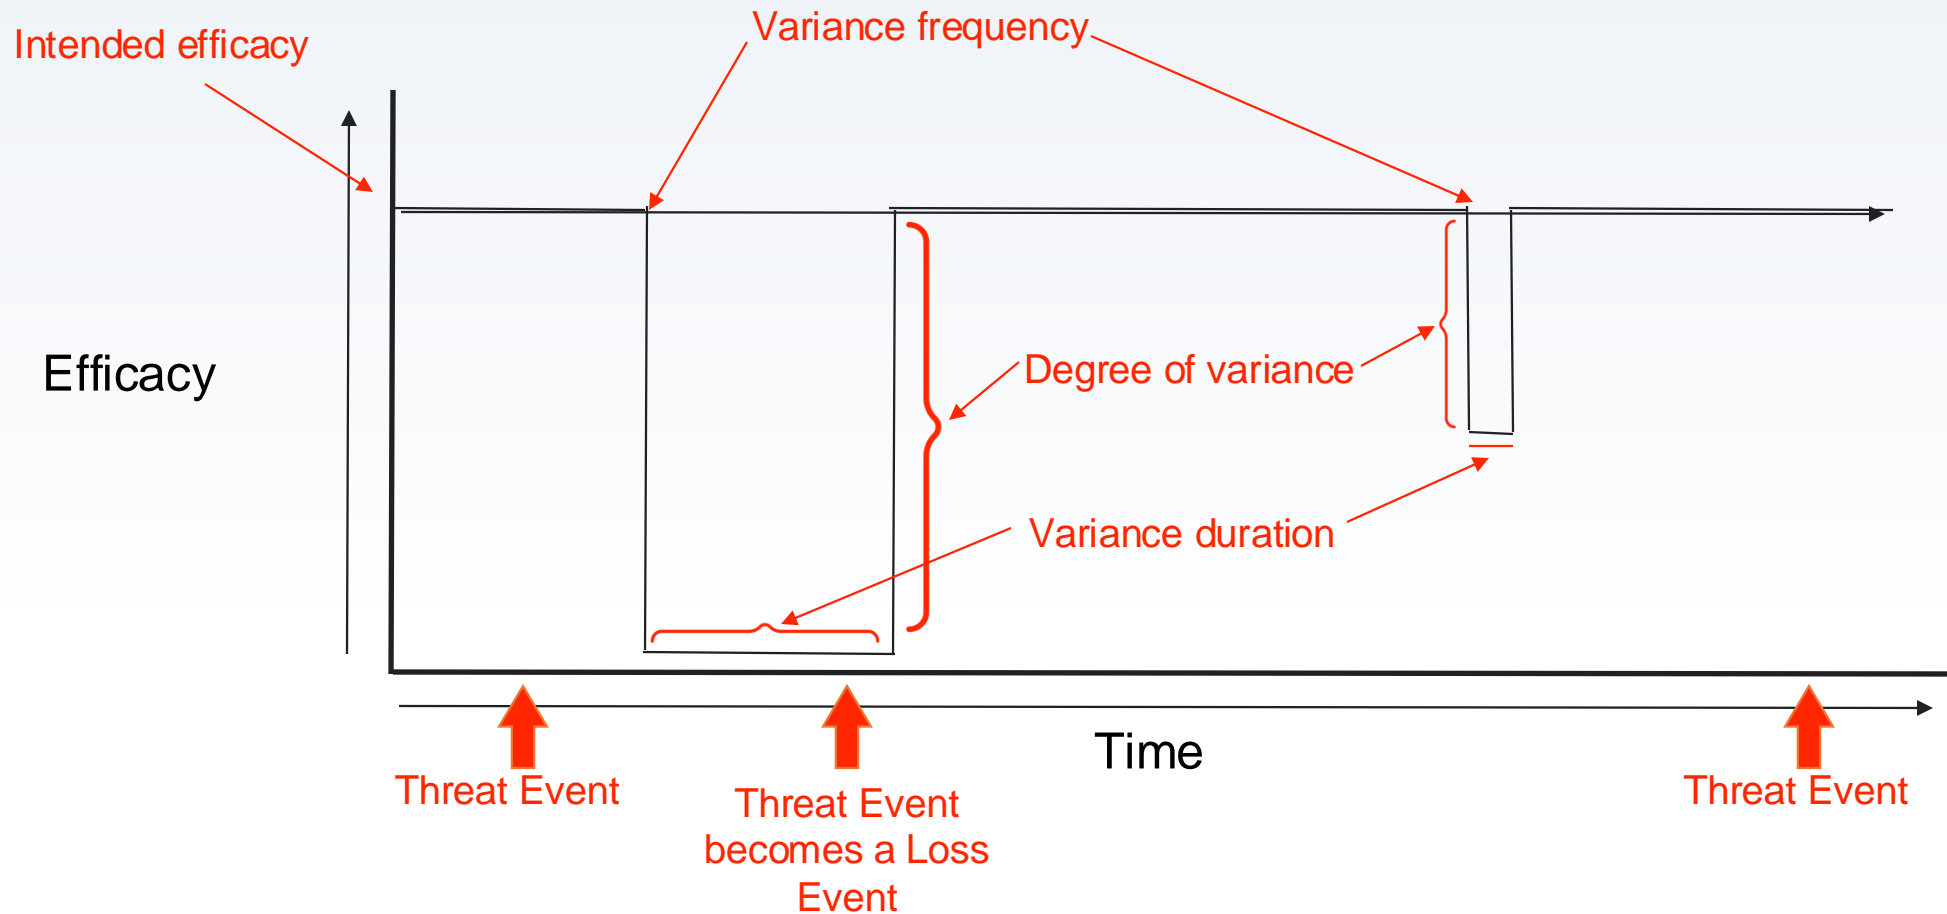 Variance frequency
Intended efficacy
Efficacy
Degree of variance
Variance duration
Time
Threat Event
Threat Event
becomes a Loss
Event
Threat Event